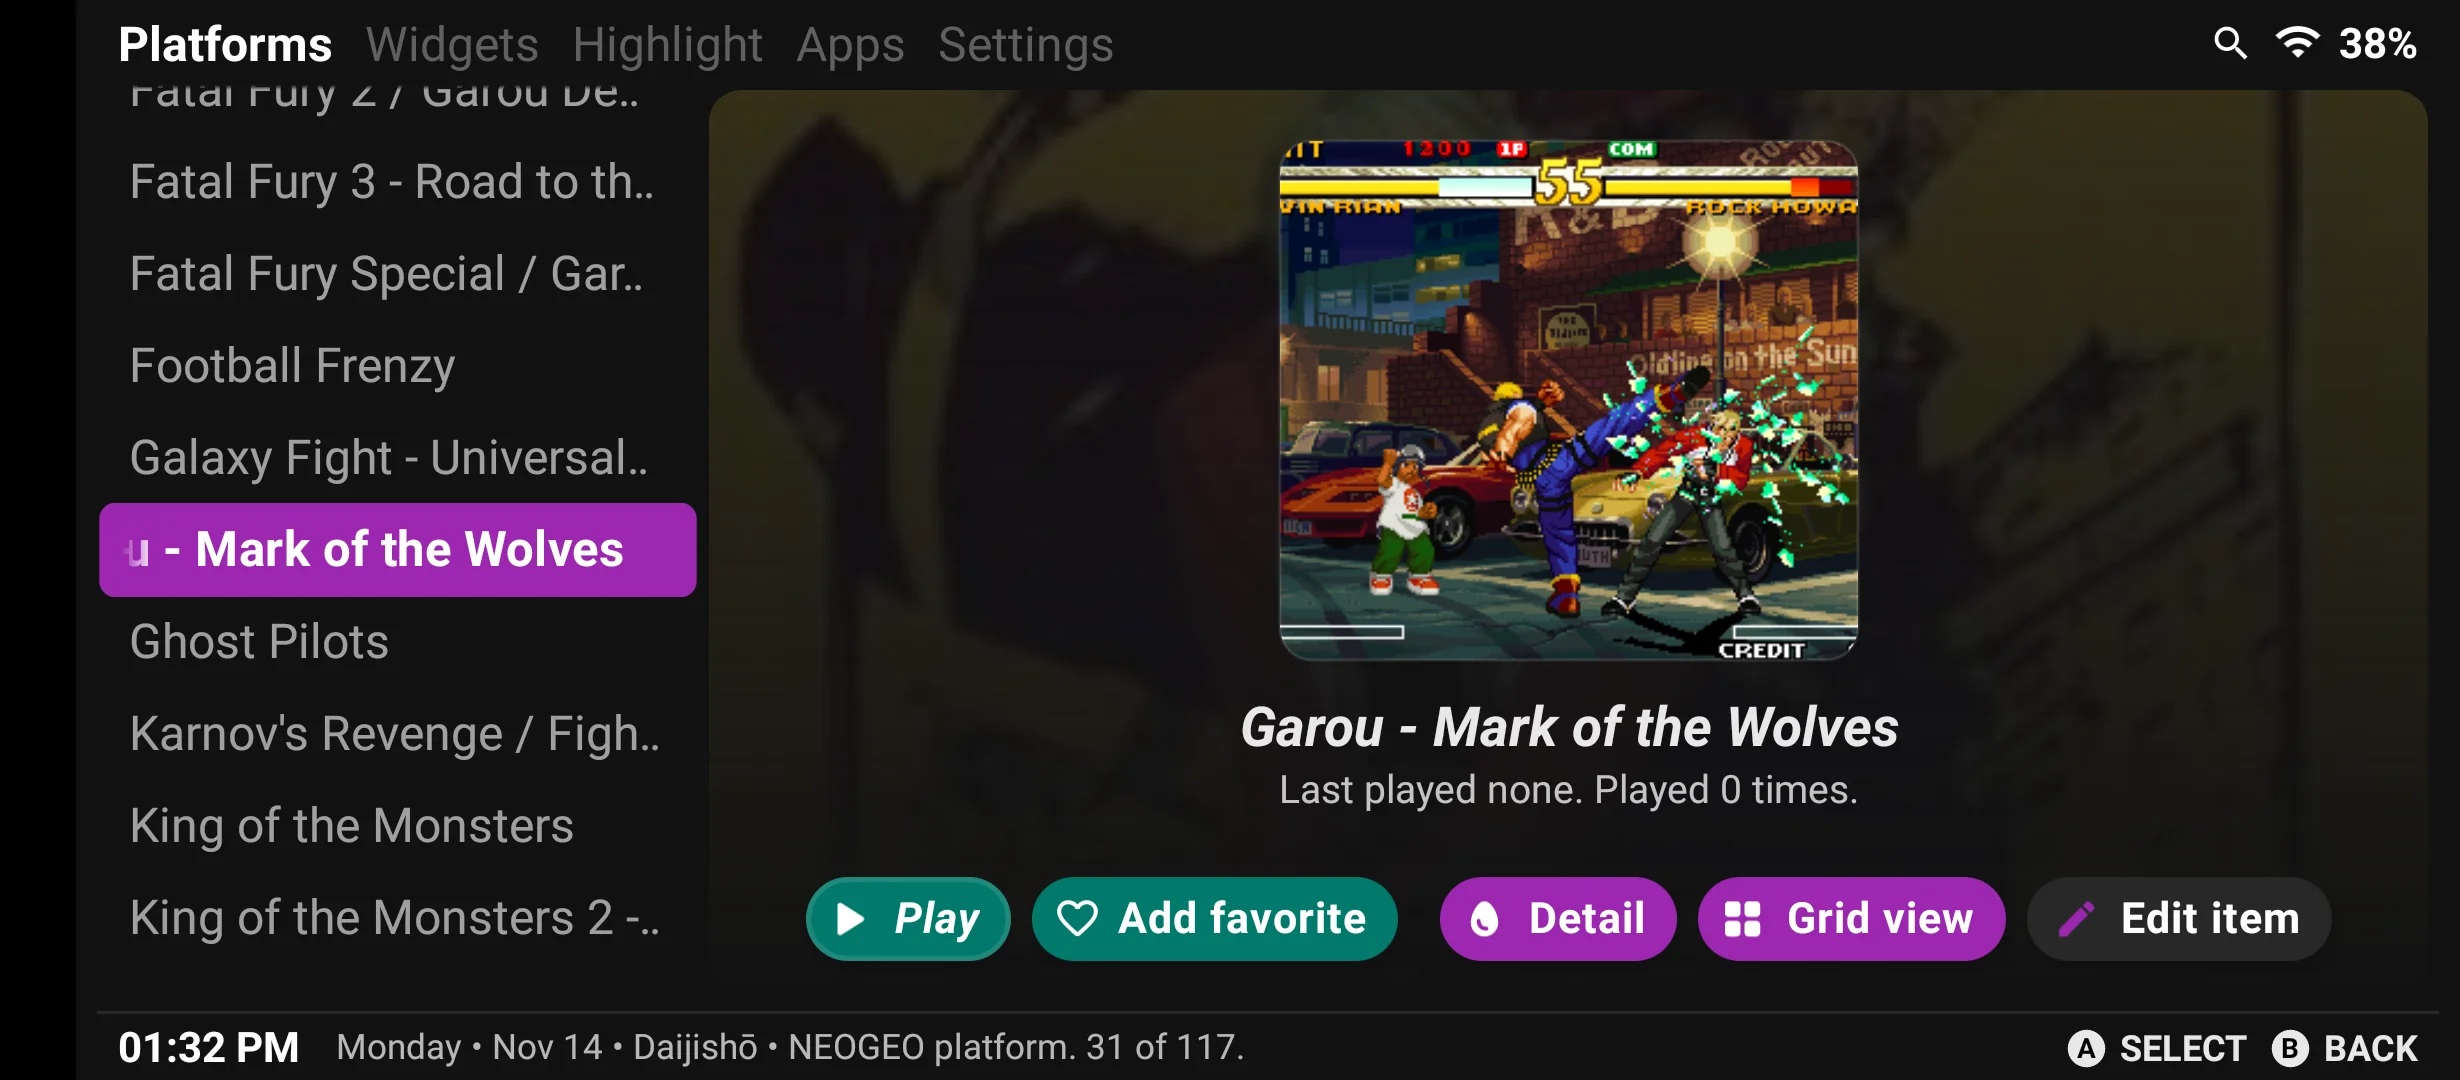 Platforms Widgets Highlight Apps Settings 38%
Fatal Fury 2 / Garou De..
Fatal Fury 3 - Road to th..
Fatal Fury Special / Gar..
Football Frenzy
Galaxy Fight - Universal..
u - Mark of the Wolves
Ghost Pilots
Karnov's Revenge / Figh..
King of the Monsters
King of the Monsters 2 -..
1200 1P COM
55
ROCK HOWA
R&B
on the Sun
CREDIT
Garou - Mark of the Wolves
Last played none. Played 0 times.
Play Add favorite Detail Grid view Edit item
01:32 PM Monday • Nov 14 • Daijishō • NEOGEO platform. 31 of 117. A SELECT B BACK